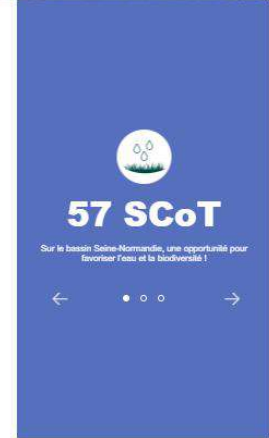 57 SCoT
Sur le bassin Seine-Normandie, une opportunité pour
favoriser l'eau et la biodiversité !